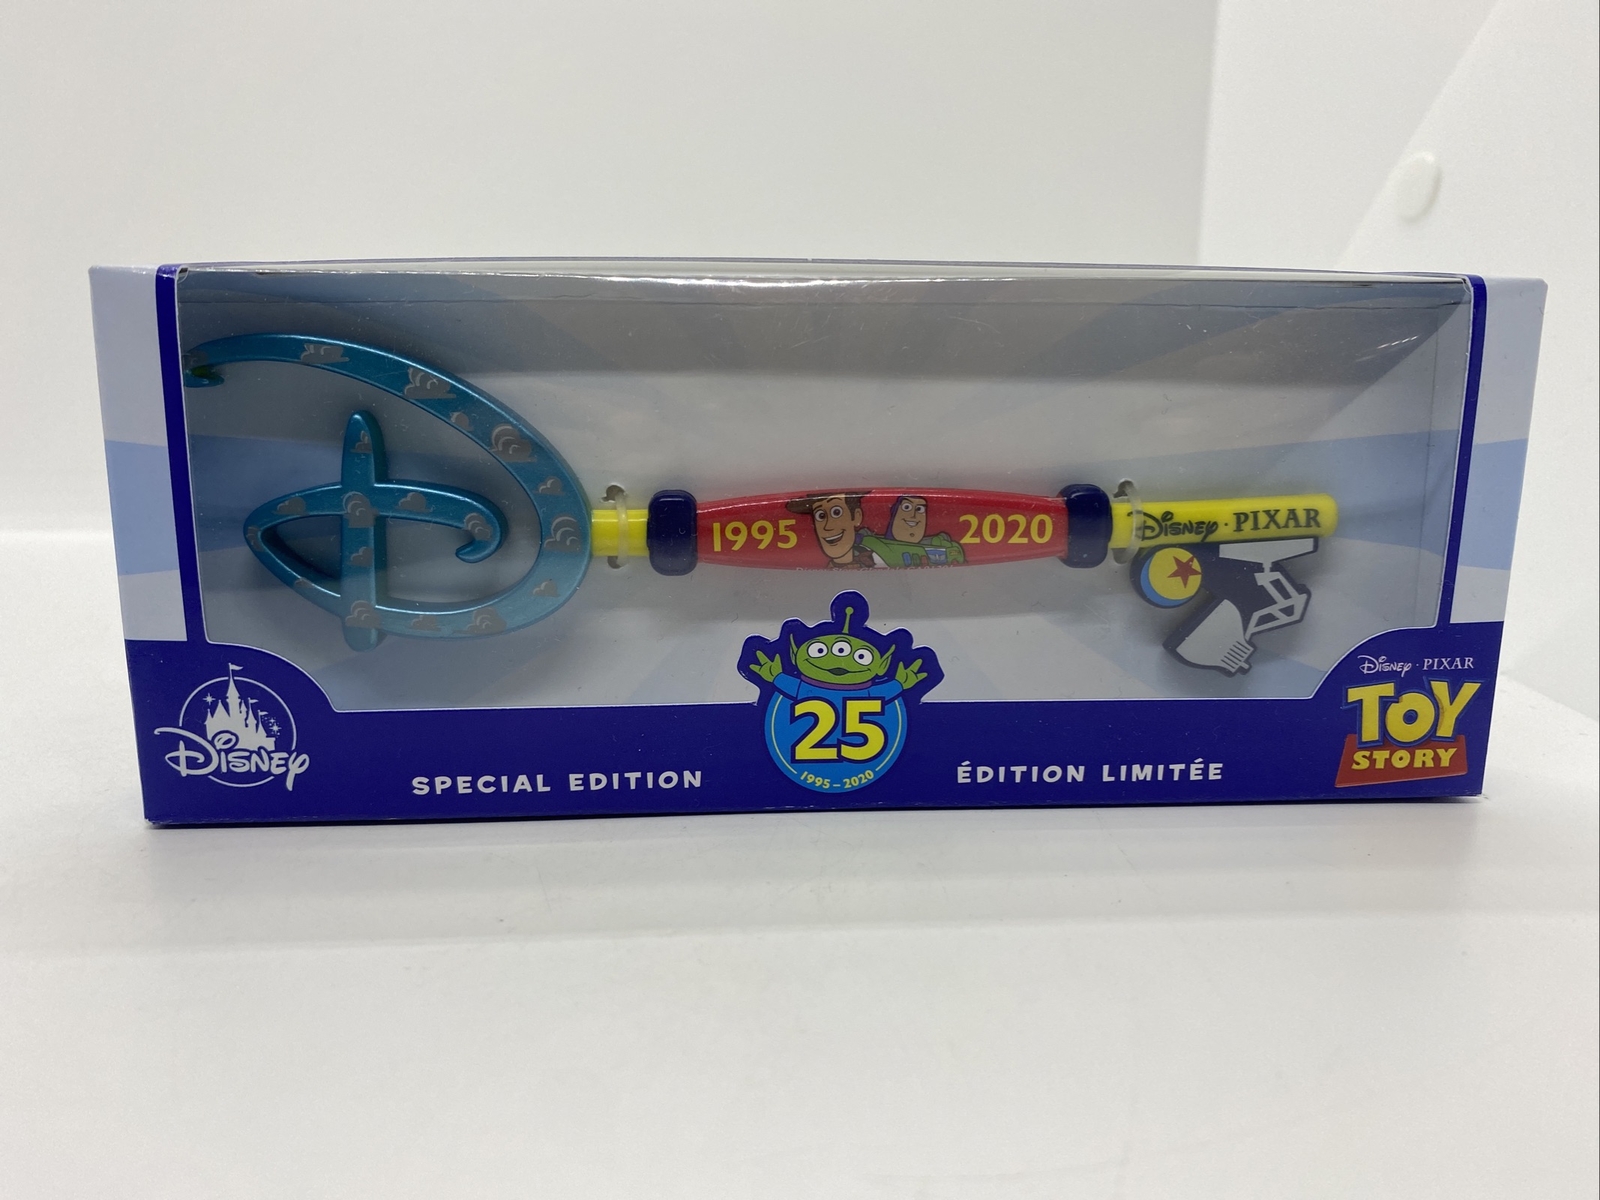 1995 2020
DISNEY · PIXAR
DISNEY
SPECIAL EDITION
25
1995-2020
ÉDITION LIMITÉE
DISNEY · PIXAR
TOY
STORY